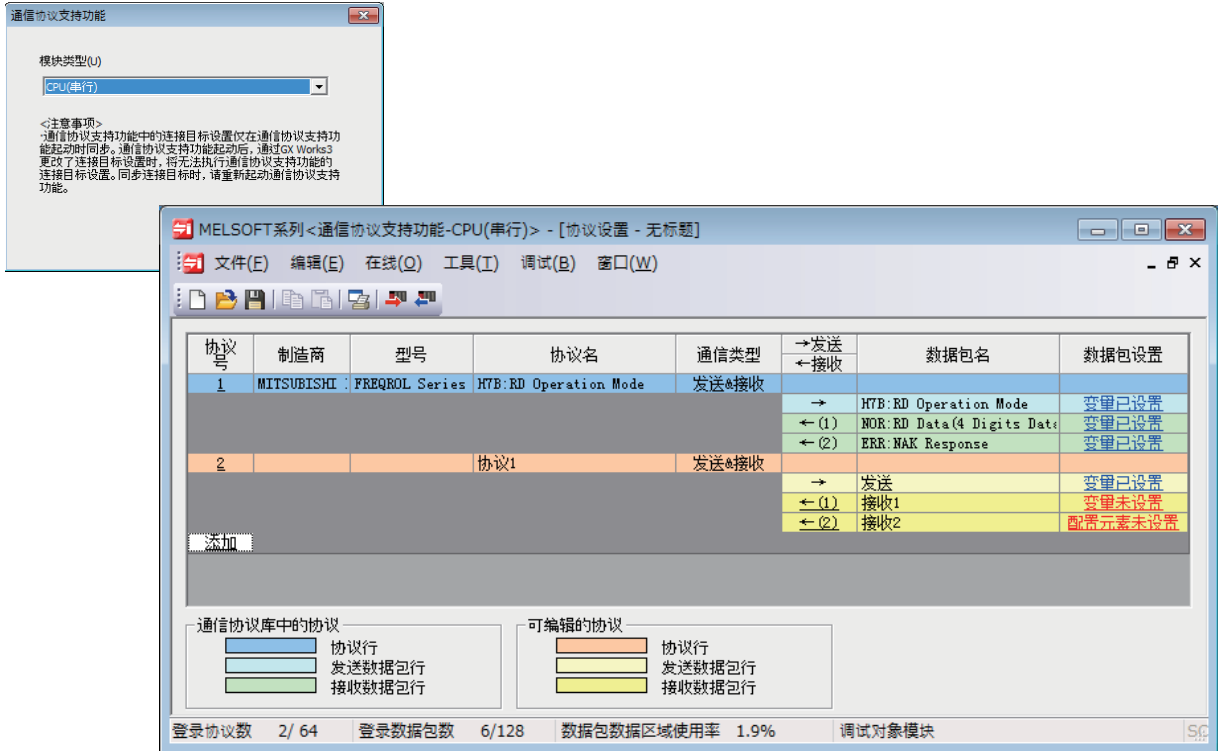 通信协议支持功能
模块类型(U)
CPU(串行)
<注意事项>
·通信协议支持功能中的连接目标设置仅在通信协议支持功
能起动时同步。通信协议支持功能起动后，通过GX Works3
更改了连接目标设置时，将无法执行通信协议支持功能的
连接目标设置。同步连接目标时，请重新起动通信协议支持
功能。
MELSOFT系列<通信协议支持功能-CPU(串行)> - [协议设置 - 无标题]
文件(F) 编辑(E) 在线(O) 工具(T) 调试(B) 窗口(W)
协议号 制造商 型号 协议名 通信类型 →发送 ←接收 数据包名 数据包设置
1 MITSUBISHI FREQROL Series H7B:RD Operation Mode 发送&接收
→ H7B:RD Operation Mode 变量已设置
←(1) NOR:RD Data(4 Digits Data 变量已设置
←(2) ERR:NAK Response 变量已设置
2 协议1 发送&接收
→ 发送 变量已设置
←(1) 接收1 变量未设置
←(2) 接收2 配置元素未设置
添加
通信协议库中的协议
协议行
发送数据包行
接收数据包行
可编辑的协议
协议行
发送数据包行
接收数据包行
登录协议数 2/ 64 登录数据包数 6/128 数据包数据区域使用率 1.9% 调试对象模块